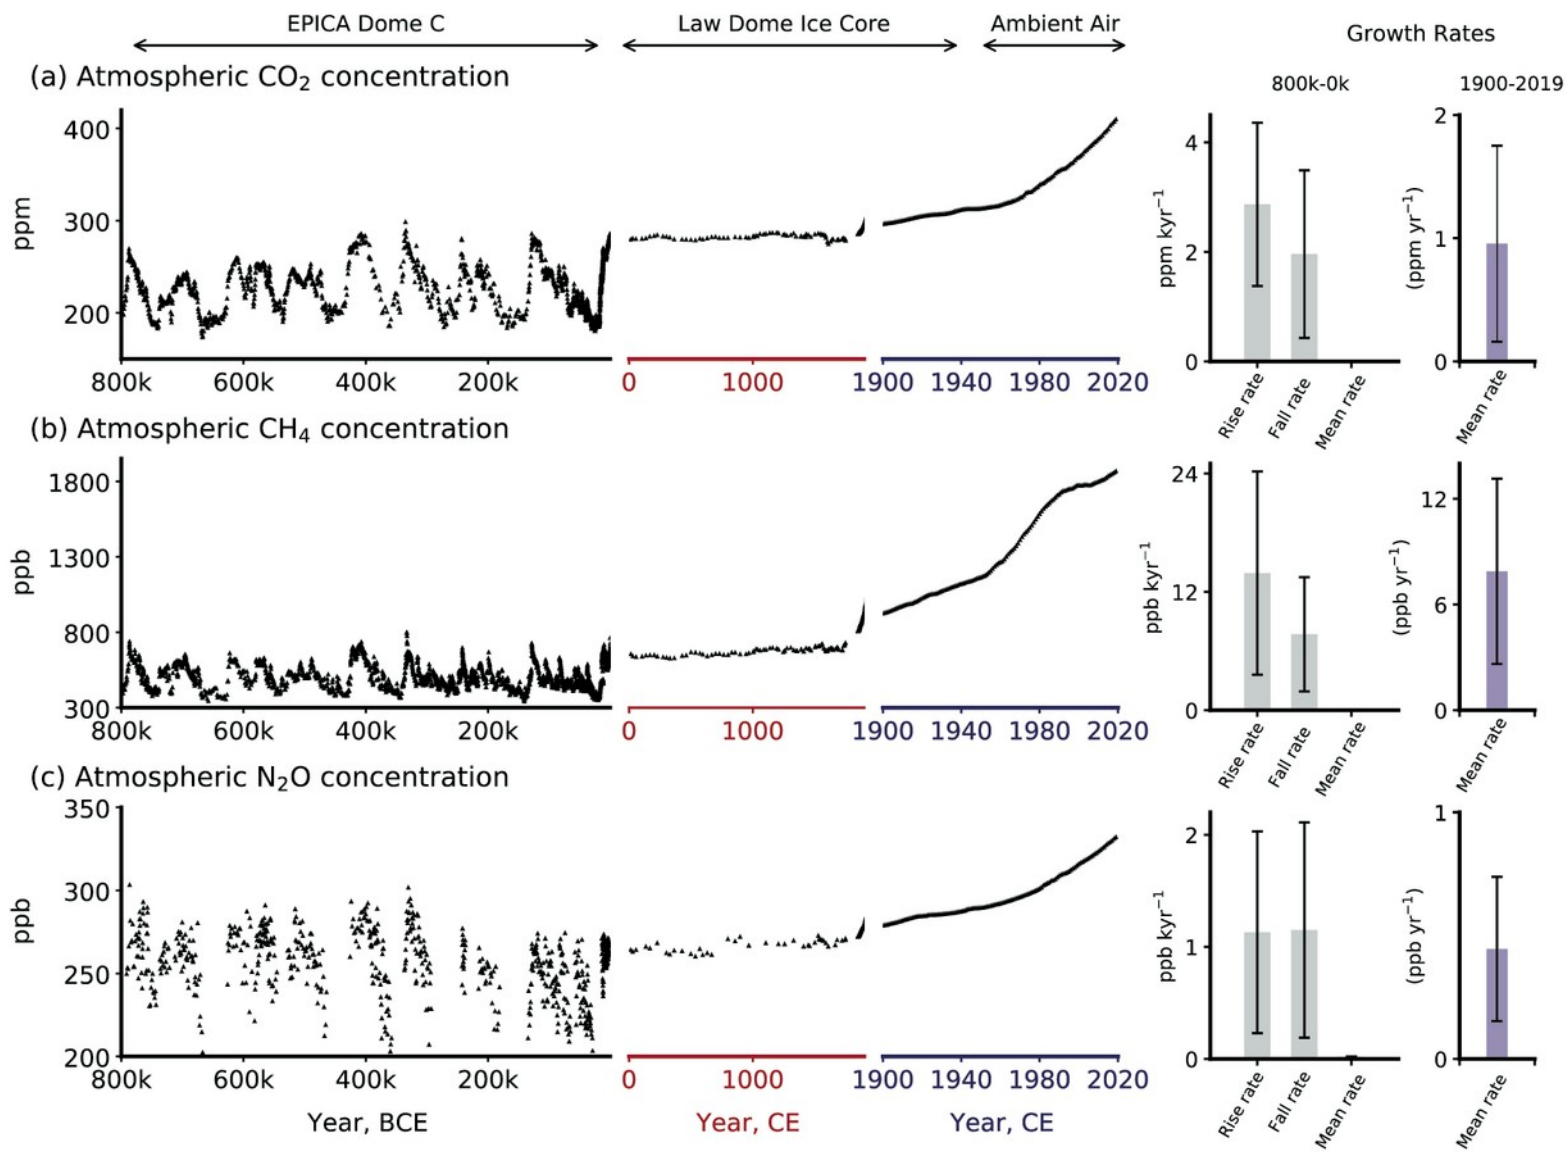 EPICA Dome C
Law Dome Ice Core
Ambient Air
Growth Rates
800k-0k
1900-2019
(a) Atmospheric CO₂ concentration
ppm
400
300
200
800k 600k 400k 200k
0 1000
1900 1940 1980 2020
ppm kyr⁻¹
4
2
0
Rise rate
Fall rate
Mean rate
(ppm yr⁻¹)
2
1
0
Mean rate
(b) Atmospheric CH₄ concentration
ppb
1800
1300
800
300
800k 600k 400k 200k
0 1000
1900 1940 1980 2020
ppb kyr⁻¹
24
12
0
Rise rate
Fall rate
Mean rate
(ppb yr⁻¹)
12
6
0
Mean rate
(c) Atmospheric N₂O concentration
ppb
350
300
250
200
800k 600k 400k 200k
0 1000
1900 1940 1980 2020
Year, BCE
Year, CE
Year, CE
ppb kyr⁻¹
2
1
0
Rise rate
Fall rate
Mean rate
(ppb yr⁻¹)
1
0
Mean rate